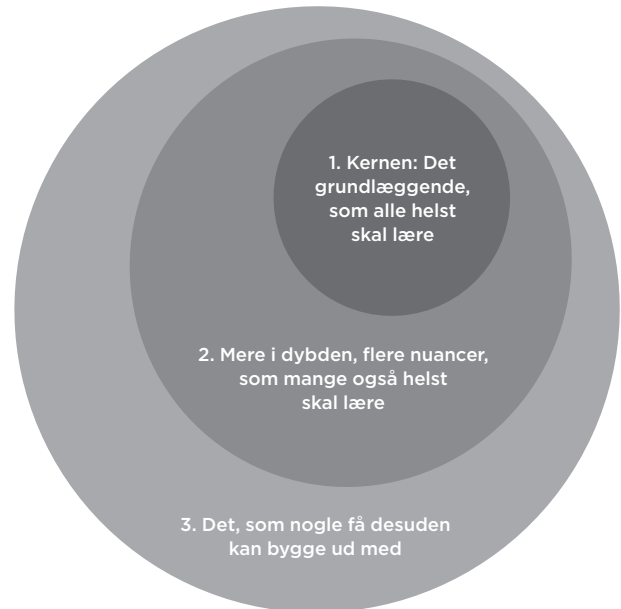 1. Kernen: Det
grundlæggende,
som alle helst
skal lære
2. Mere i dybden, flere nuancer,
som mange også helst
skal lære
3. Det, som nogle få desuden
kan bygge ud med